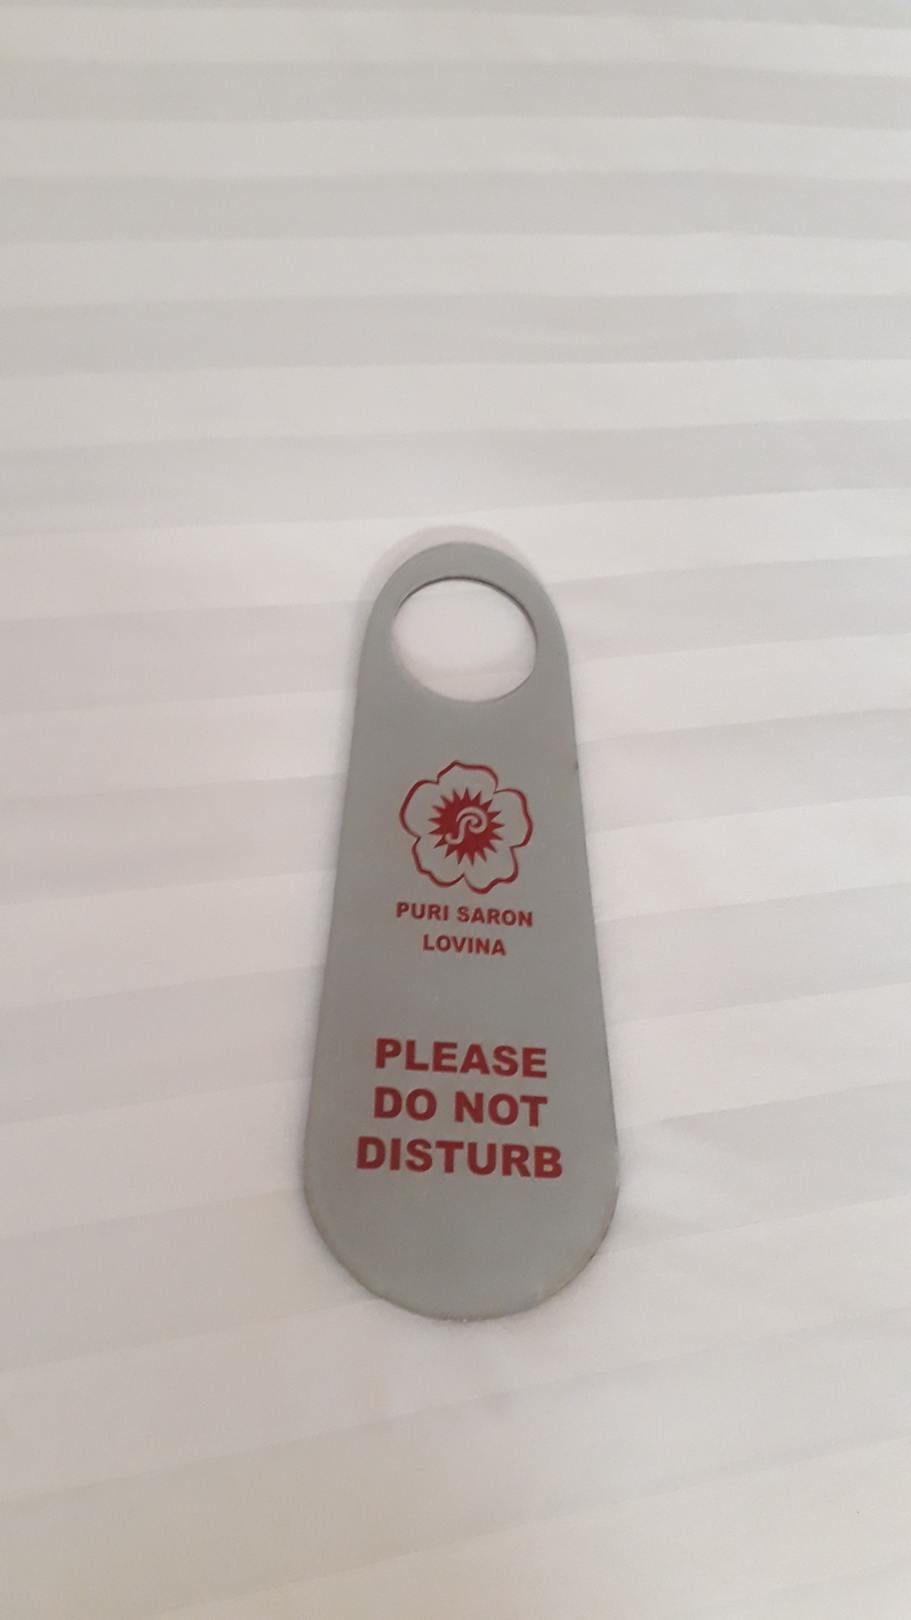 PURI SARON
LOVINA
PLEASE
DO NOT
DISTURB